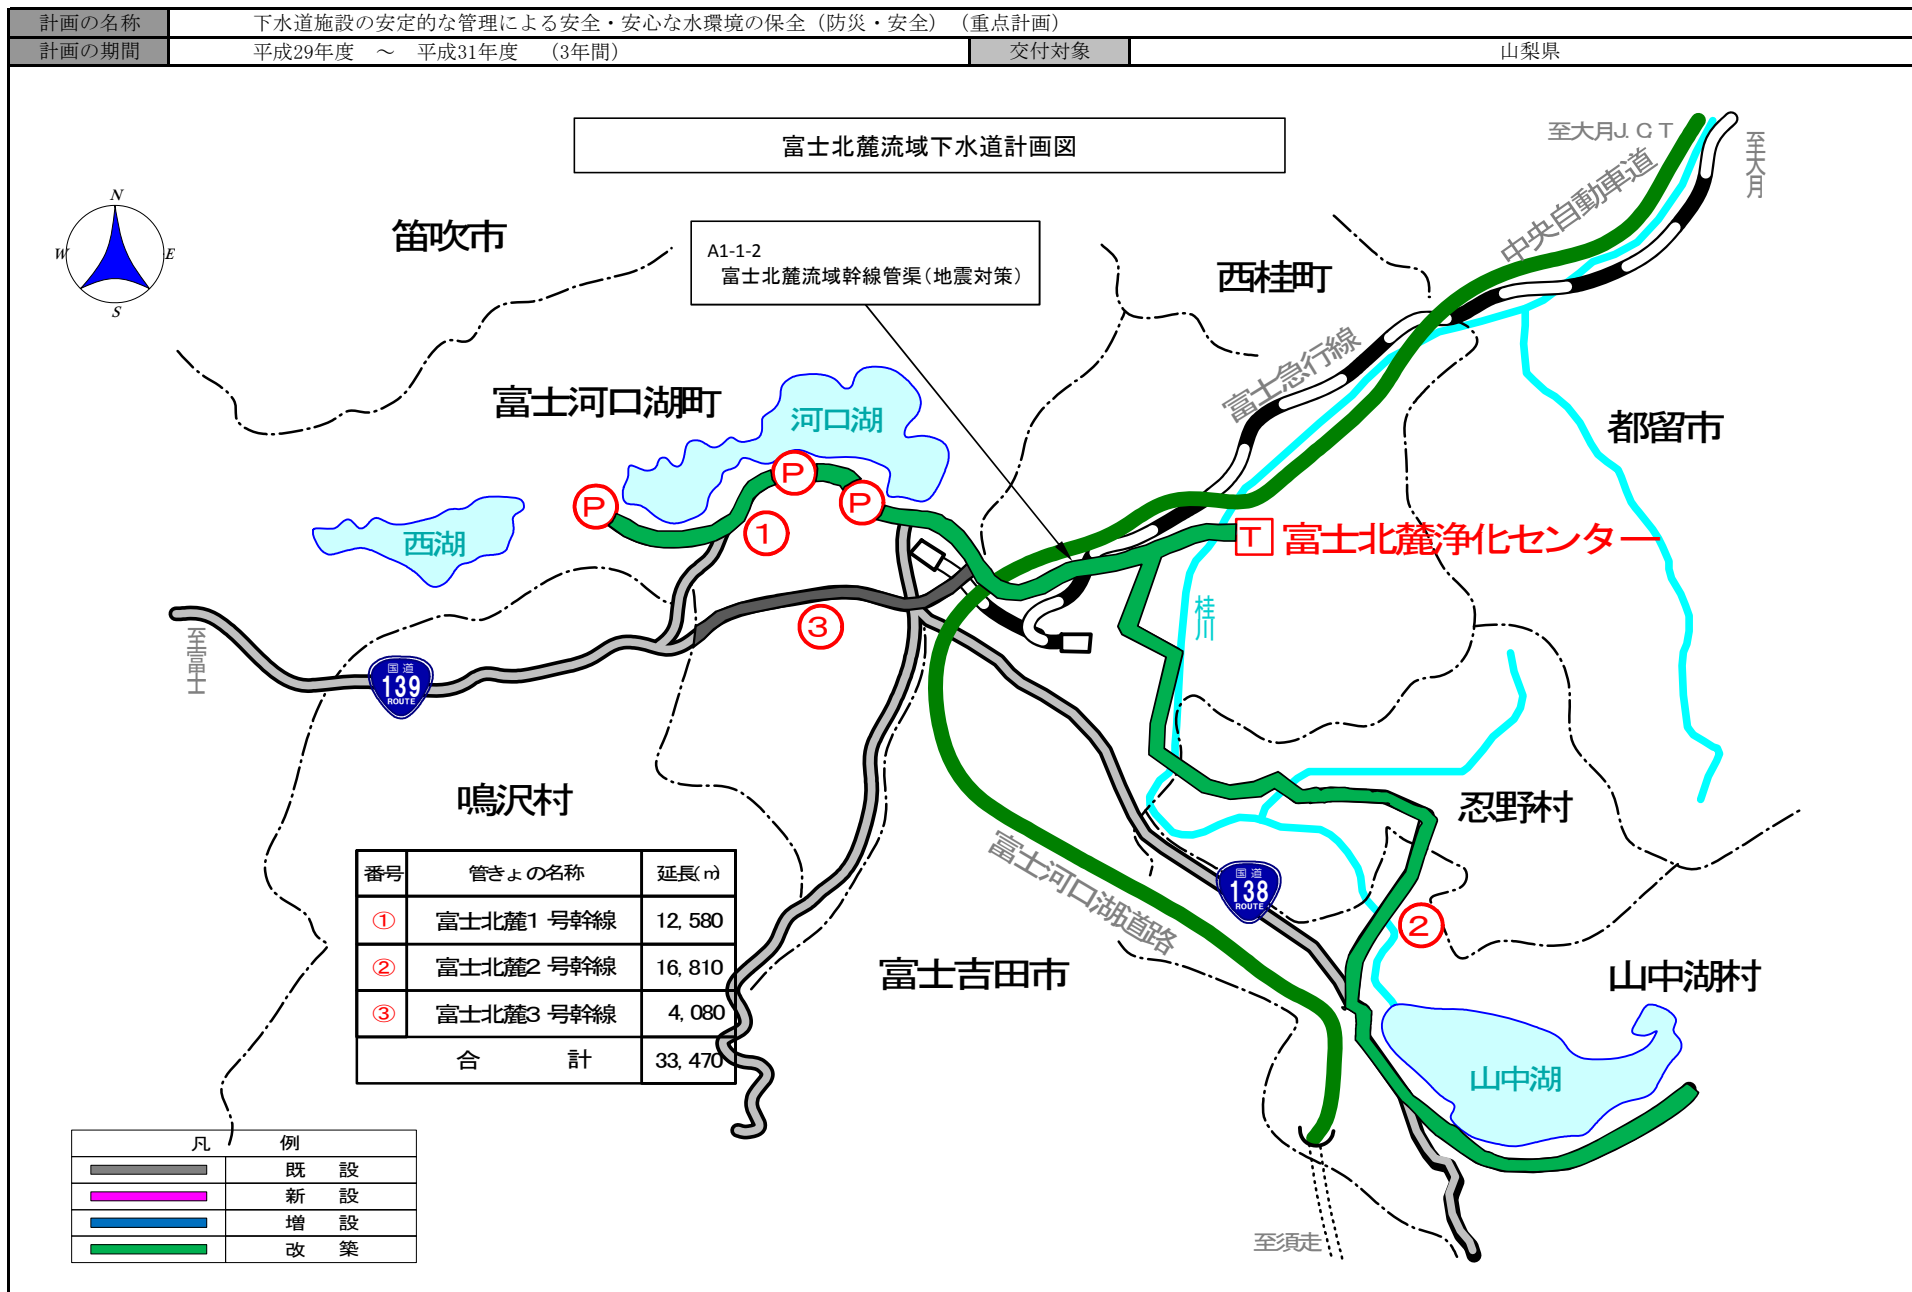 計画の名称 下水道施設の安定的な管理による安全・安心な水環境の保全（防災・安全）（重点計画）
計画の期間 平成29年度 ～ 平成31年度 （3年間） 交付対象 山梨県
富士北麓流域下水道計画図
至大月J.C.T
至大月
中央自動車道
N
W
E
S
笛吹市
A1-1-2
富士北麓流域幹線管渠（地震対策）
西桂町
富士急行線
富士河口湖町
河口湖
都留市
P
P
P
①
西湖
T 富士北麓浄化センター
桂川
③
至富士
国道
139
ROUTE
鳴沢村
忍野村
富士河口湖道路
国道
138
ROUTE
②
富士吉田市
山中湖村
山中湖
至須走
番号 管きょの名称 延長(m)
① 富士北麓1号幹線 12,580
② 富士北麓2号幹線 16,810
③ 富士北麓3号幹線 4,080
合 計 33,470
凡 例
既 設
新 設
増 設
改 築